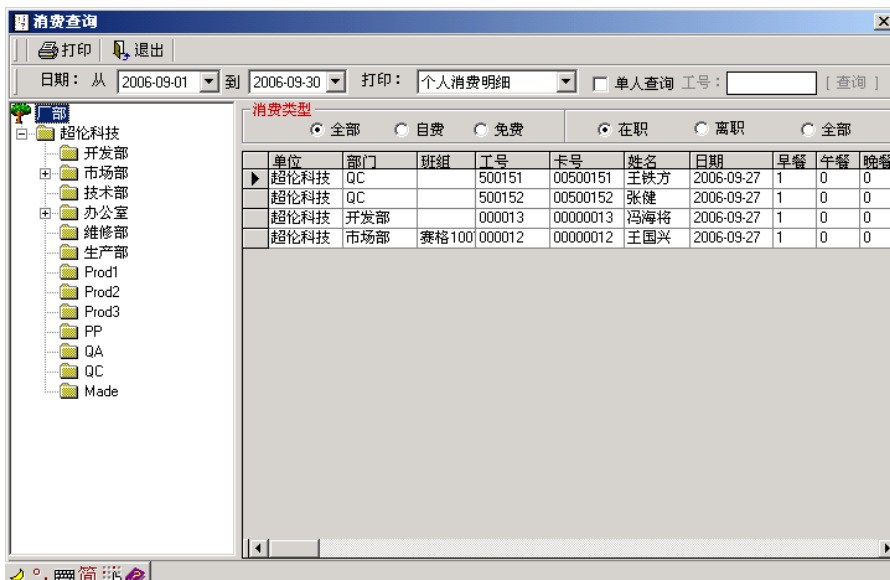 消费查询
打印 退出
日期： 从 2006-09-01 到 2006-09-30 打印： 个人消费明细 单人查询 工号： [ 查询 ]
厂部
超伦科技
开发部
市场部
技术部
办公室
维修部
生产部
Prod1
Prod2
Prod3
PP
QA
QC
Made
消费类型
全部 自费 免费 在职 离职 全部
单位 部门 班组 工号 卡号 姓名 日期 早餐 午餐 晚餐
超伦科技 QC 500151 00500151 王铁方 2006-09-27 1 0 0
超伦科技 QC 500152 00500152 张健 2006-09-27 1 0 0
超伦科技 开发部 000013 00000013 冯海将 2006-09-27 1 0 0
超伦科技 市场部 赛格100 000012 00000012 王国兴 2006-09-27 1 0 0
简